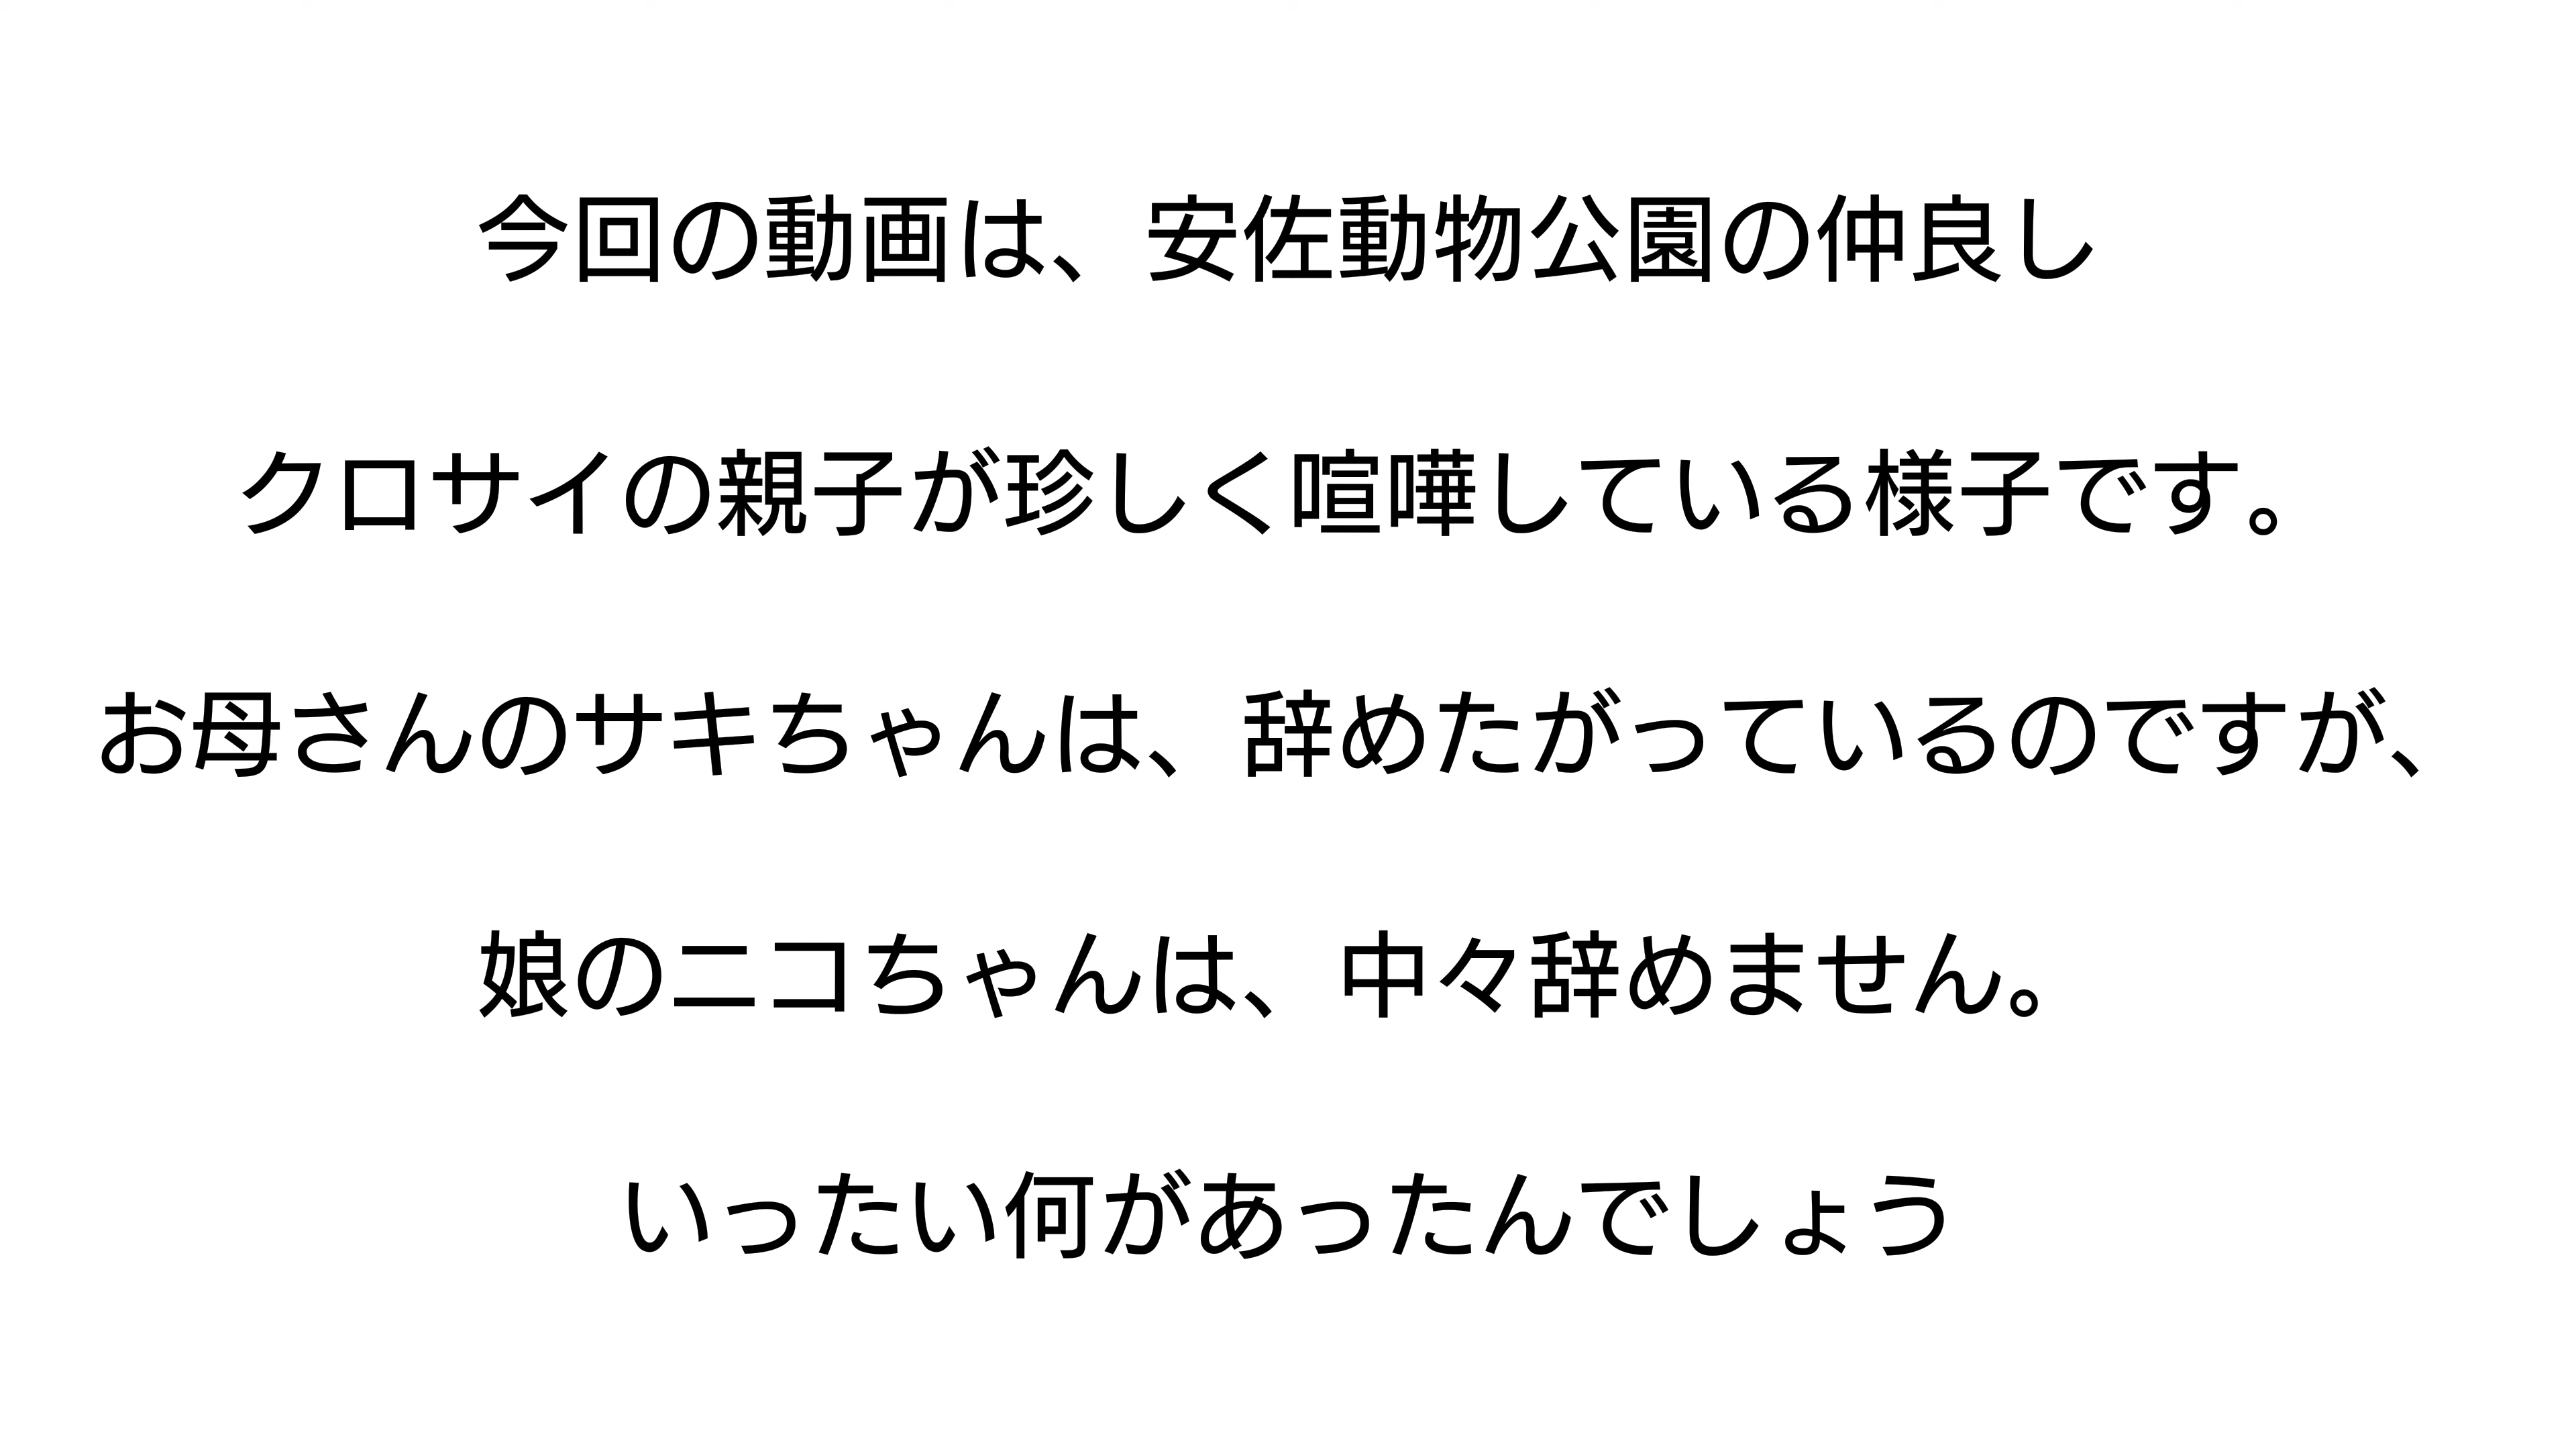 今回の動画は、安佐動物公園の仲良し
クロサイの親子が珍しく喧嘩している様子です。
お母さんのサキちゃんは、辞めたがっているのですが、
娘のニコちゃんは、中々辞めません。
いったい何があったんでしょう